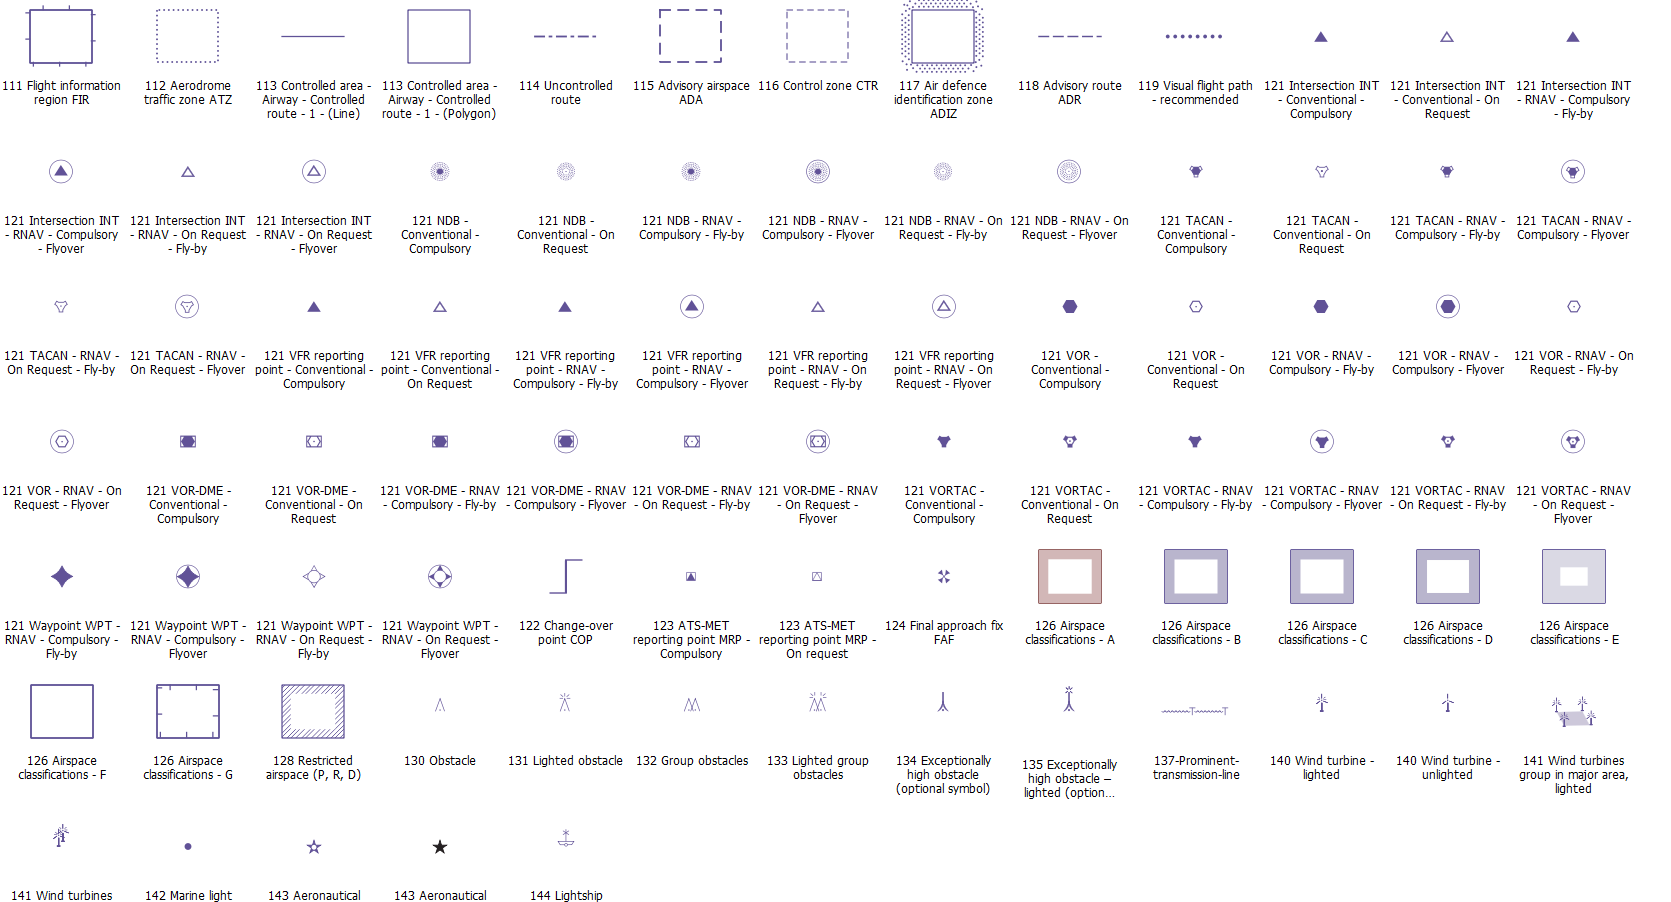 111 Flight information
region FIR
112 Aerodrome
traffic zone ATZ
113 Controlled area -
Airway - Controlled
route - 1 - (Line)
113 Controlled area -
Airway - Controlled
route - 1 - (Polygon)
114 Uncontrolled
route
115 Advisory airspace
ADA
116 Control zone CTR
117 Air defence
identification zone
ADIZ
118 Advisory route
ADR
119 Visual flight path
- recommended
121 Intersection INT
- Conventional -
Compulsory
121 Intersection INT
- Conventional - On
Request
121 Intersection INT
- RNAV - Compulsory
- Fly-by
121 Intersection INT
- RNAV - Compulsory
- Flyover
121 Intersection INT
- RNAV - On Request
- Fly-by
121 Intersection INT
- RNAV - On Request
- Flyover
121 NDB -
Conventional -
Compulsory
121 NDB -
Conventional - On
Request
121 NDB - RNAV -
Compulsory - Fly-by
121 NDB - RNAV -
Compulsory - Flyover
121 NDB - RNAV - On
Request - Fly-by
121 NDB - RNAV - On
Request - Flyover
121 TACAN -
Conventional -
Compulsory
121 TACAN -
Conventional - On
Request
121 TACAN - RNAV -
Compulsory - Fly-by
121 TACAN - RNAV -
Compulsory - Flyover
121 TACAN - RNAV -
On Request - Fly-by
121 TACAN - RNAV -
On Request - Flyover
121 VFR reporting
point - Conventional -
Compulsory
121 VFR reporting
point - Conventional -
On Request
121 VFR reporting
point - RNAV -
Compulsory - Fly-by
121 VFR reporting
point - RNAV -
Compulsory - Flyover
121 VFR reporting
point - RNAV - On
Request - Fly-by
121 VFR reporting
point - RNAV - On
Request - Flyover
121 VOR -
Conventional -
Compulsory
121 VOR -
Conventional - On
Request
121 VOR - RNAV -
Compulsory - Fly-by
121 VOR - RNAV -
Compulsory - Flyover
121 VOR - RNAV - On
Request - Fly-by
121 VOR - RNAV - On
Request - Flyover
121 VOR-DME -
Conventional -
Compulsory
121 VOR-DME -
Conventional - On
Request
121 VOR-DME - RNAV
- Compulsory - Fly-by
121 VOR-DME - RNAV
- Compulsory - Flyover
121 VOR-DME - RNAV
- On Request - Fly-by
121 VOR-DME - RNAV
- On Request -
Flyover
121 VORTAC -
Conventional -
Compulsory
121 VORTAC -
Conventional - On
Request
121 VORTAC - RNAV
- Compulsory - Fly-by
121 VORTAC - RNAV
- Compulsory - Flyover
121 VORTAC - RNAV
- On Request - Fly-by
121 VORTAC - RNAV
- On Request -
Flyover
121 Waypoint WPT -
RNAV - Compulsory -
Fly-by
121 Waypoint WPT -
RNAV - Compulsory -
Flyover
121 Waypoint WPT -
RNAV - On Request -
Fly-by
121 Waypoint WPT -
RNAV - On Request -
Flyover
122 Change-over
point COP
123 ATS-MET
reporting point MRP -
Compulsory
123 ATS-MET
reporting point MRP -
On request
124 Final approach fix
FAF
126 Airspace
classifications - A
126 Airspace
classifications - B
126 Airspace
classifications - C
126 Airspace
classifications - D
126 Airspace
classifications - E
126 Airspace
classifications - F
126 Airspace
classifications - G
128 Restricted
airspace (P, R, D)
130 Obstacle
131 Lighted obstacle
132 Group obstacles
133 Lighted group
obstacles
134 Exceptionally
high obstacle
(optional symbol)
135 Exceptionally
high obstacle –
lighted (option...
137-Prominent-
transmission-line
140 Wind turbine -
lighted
140 Wind turbine -
unlighted
141 Wind turbines
group in major area,
lighted
141 Wind turbines
142 Marine light
143 Aeronautical
143 Aeronautical
144 Lightship